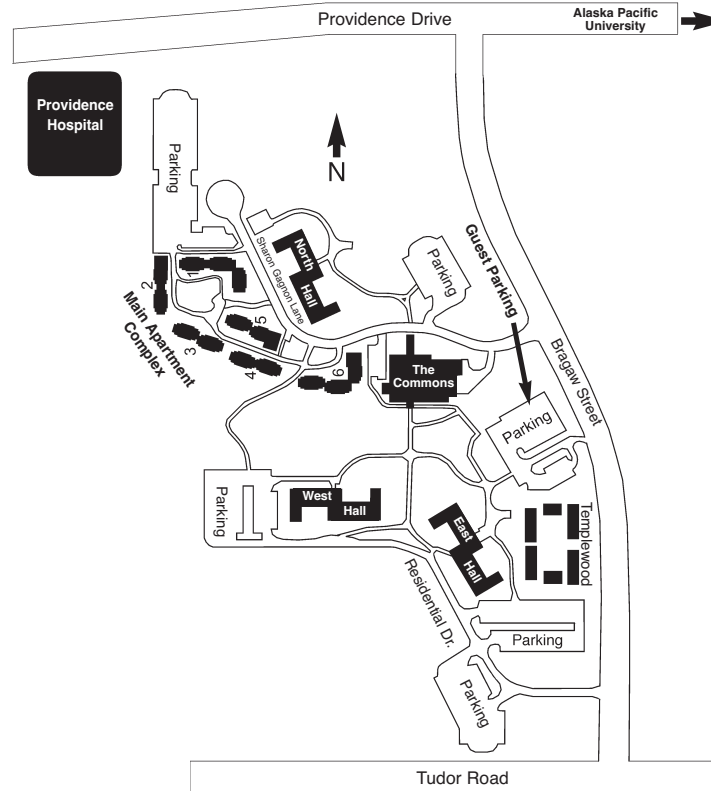 Providence Drive
Alaska Pacific
University
Providence
Hospital
Parking
N
North
Hall
Sharon Gagnon Lane
Parking
Guest Parking
2
1
Main Apartment
Complex
5
3
4
6
The
Commons
Bragaw Street
Parking
Parking
West
Hall
East
Hall
Templewood
Residential Dr.
Parking
Parking
Tudor Road